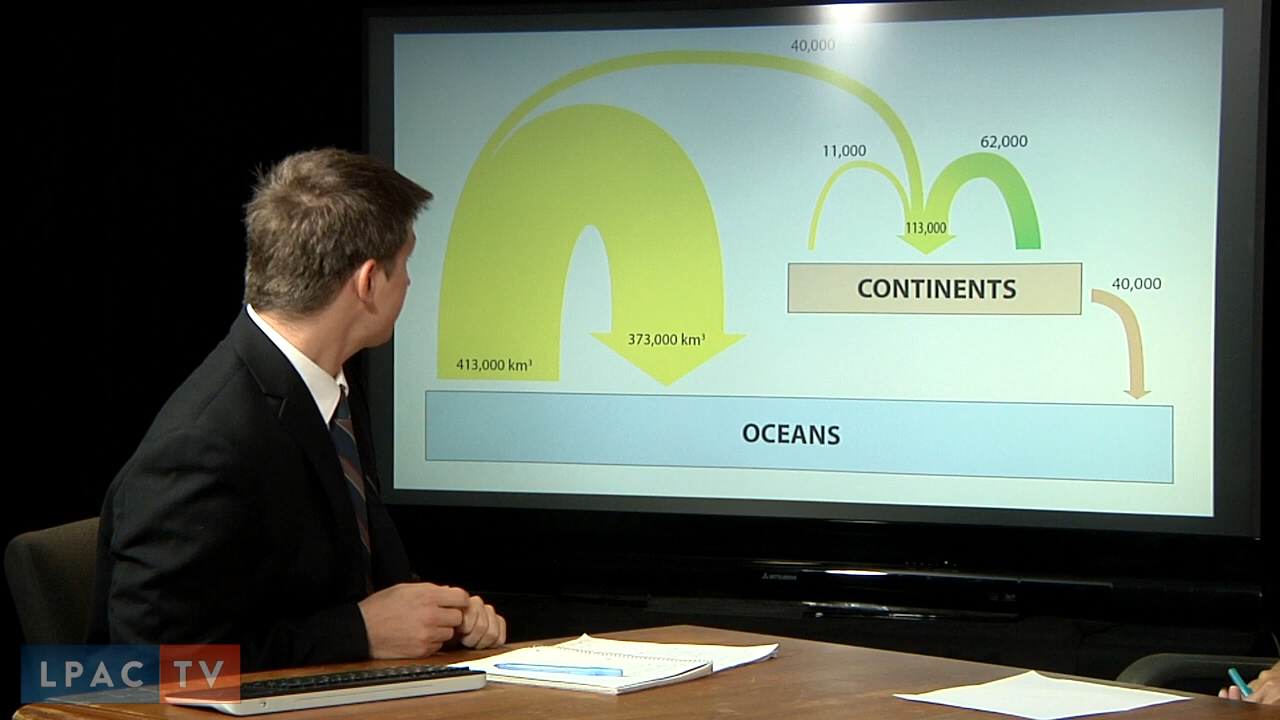 40,000
11,000
62,000
113,000
CONTINENTS
40,000
373,000 km³
413,000 km³
OCEANS
MITSUBISHI
LPAC TV